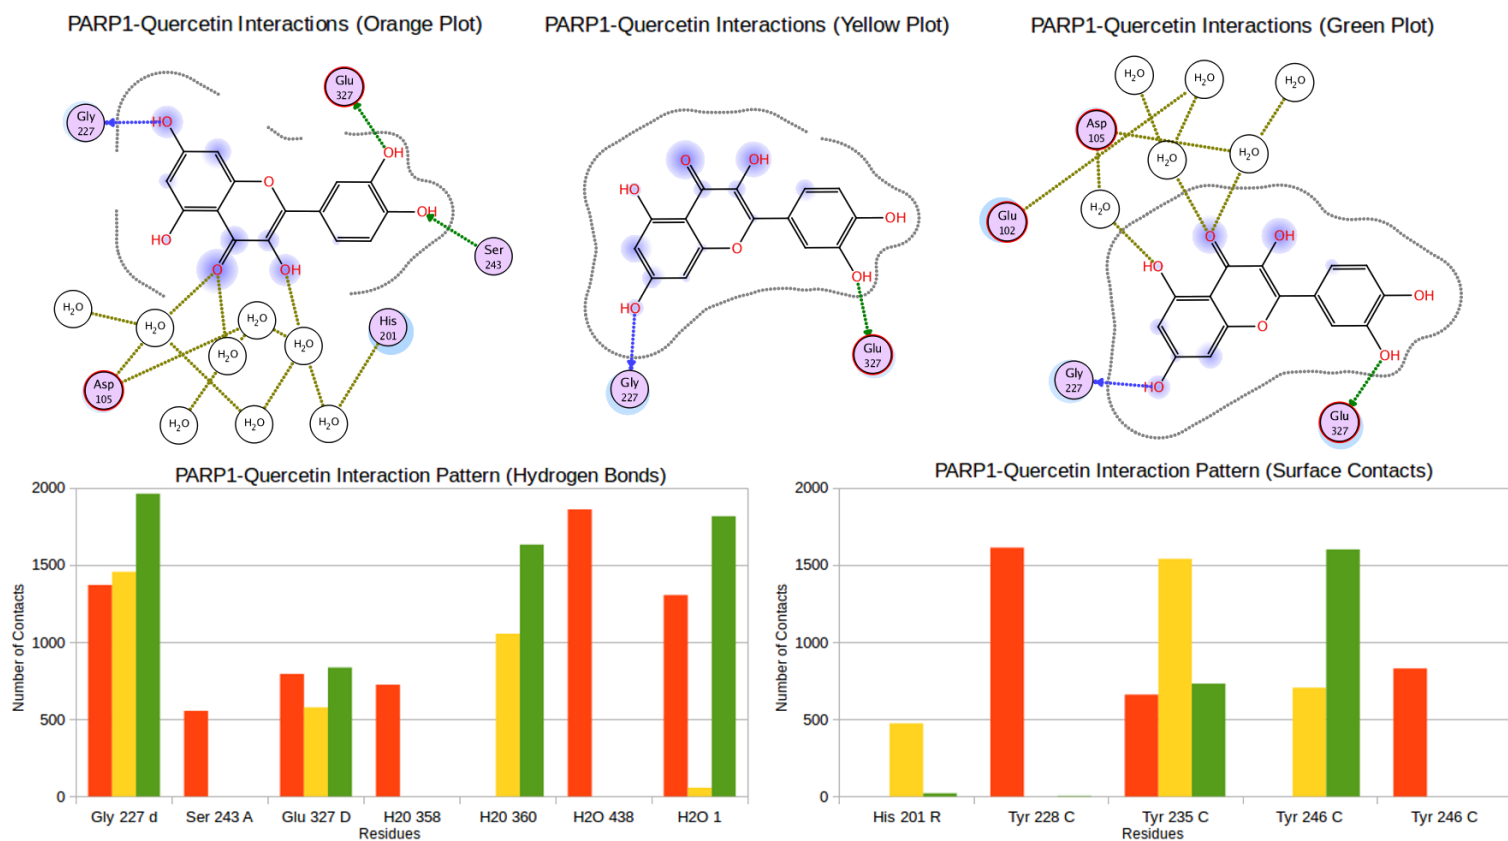 PARP1-Quercetin Interactions (Orange Plot)
Gly
227
HO
Glu
327
OH
O
OH
HO
Ser
243
O
OH
H2O
H2O
H2O
H2O
H2O
His
201
Asp
105
H2O
H2O
H2O
PARP1-Quercetin Interactions (Yellow Plot)
O
OH
HO
OH
O
OH
HO
Glu
327
Gly
227
PARP1-Quercetin Interactions (Green Plot)
H2O
H2O
H2O
Asp
105
H2O
H2O
Glu
102
H2O
O
OH
HO
OH
O
OH
Gly
227
HO
Glu
327
PARP1-Quercetin Interaction Pattern (Hydrogen Bonds)
Number of Contacts
2000
1500
1000
500
0
Gly 227 d
Ser 243 A
Glu 327 D
H20 358
H20 360
H2O 438
H2O 1
Residues
PARP1-Quercetin Interaction Pattern (Surface Contacts)
Number of Contacts
2000
1500
1000
500
0
His 201 R
Tyr 228 C
Tyr 235 C
Tyr 246 C
Tyr 246 C
Residues